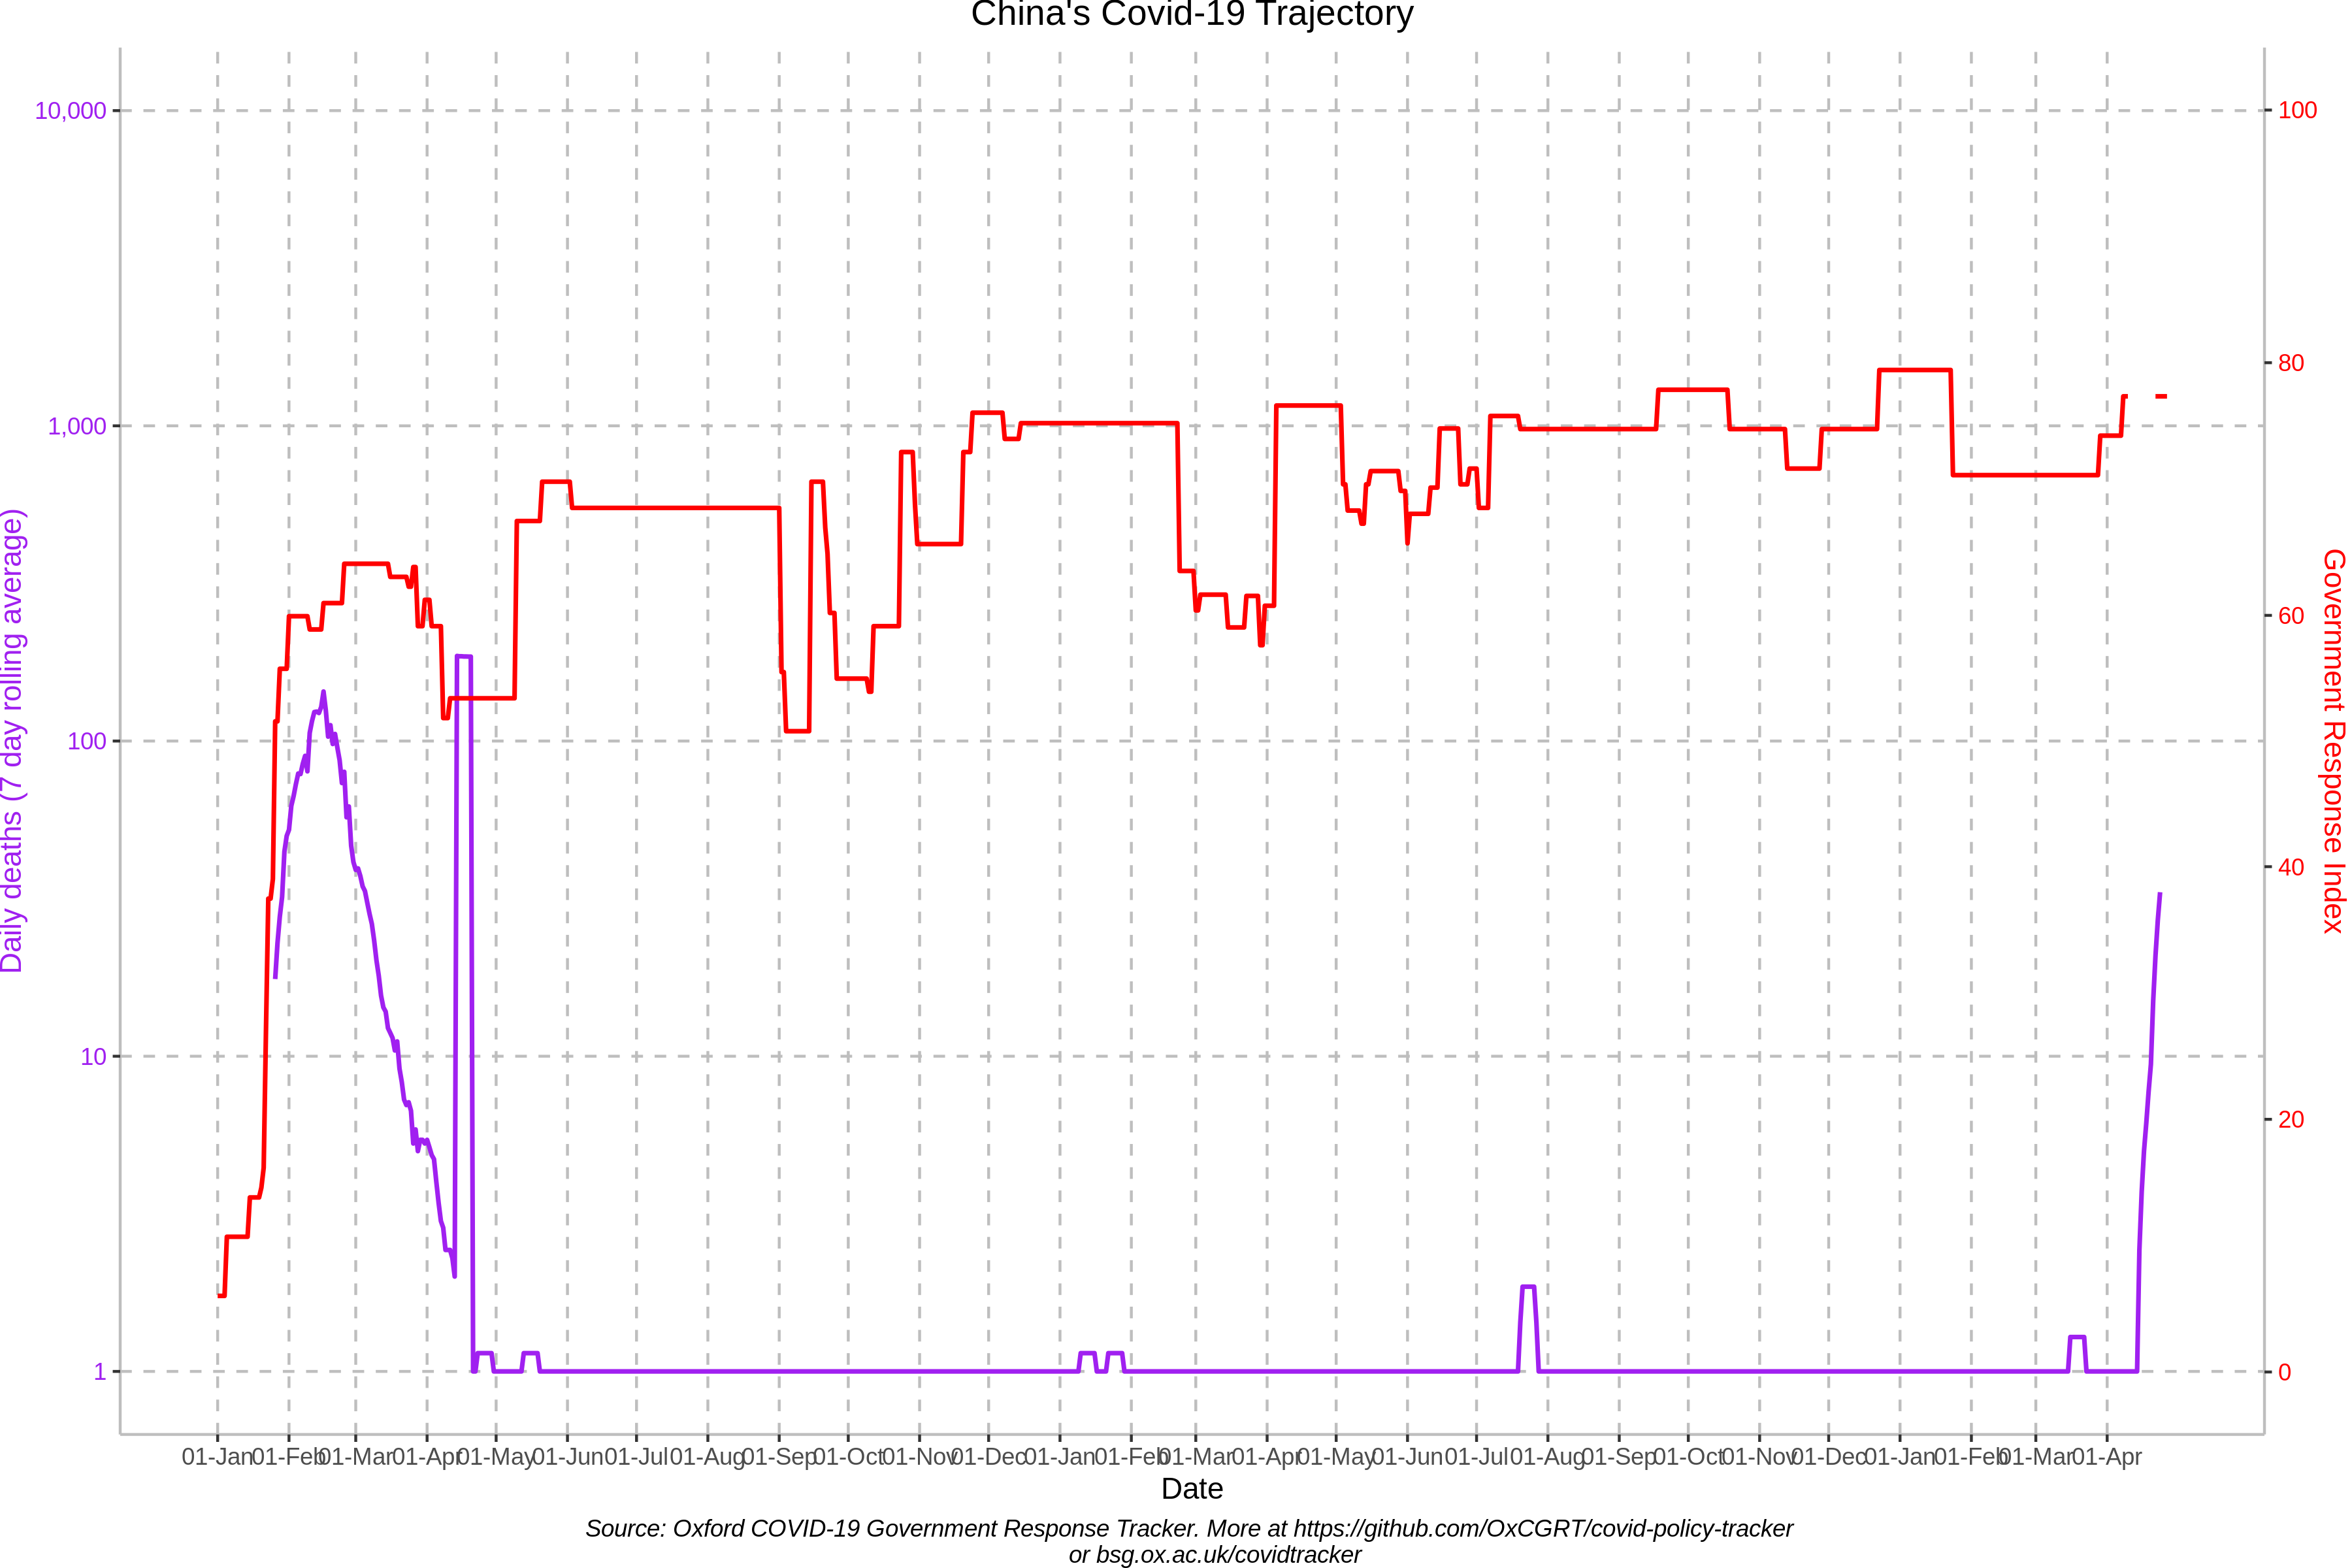 China's Covid-19 Trajectory
10,000
1,000
100
10
1
Daily deaths (7 day rolling average)
100
80
60
40
20
0
Government Response Index
01-Jan 01-Feb 01-Mar 01-Apr 01-May 01-Jun 01-Jul 01-Aug 01-Sep 01-Oct 01-Nov 01-Dec 01-Jan 01-Feb 01-Mar 01-Apr 01-May 01-Jun 01-Jul 01-Aug 01-Sep 01-Oct 01-Nov 01-Dec 01-Jan 01-Feb 01-Mar 01-Apr
Date
Source: Oxford COVID-19 Government Response Tracker. More at https://github.com/OxCGRT/covid-policy-tracker
or bsg.ox.ac.uk/covidtracker